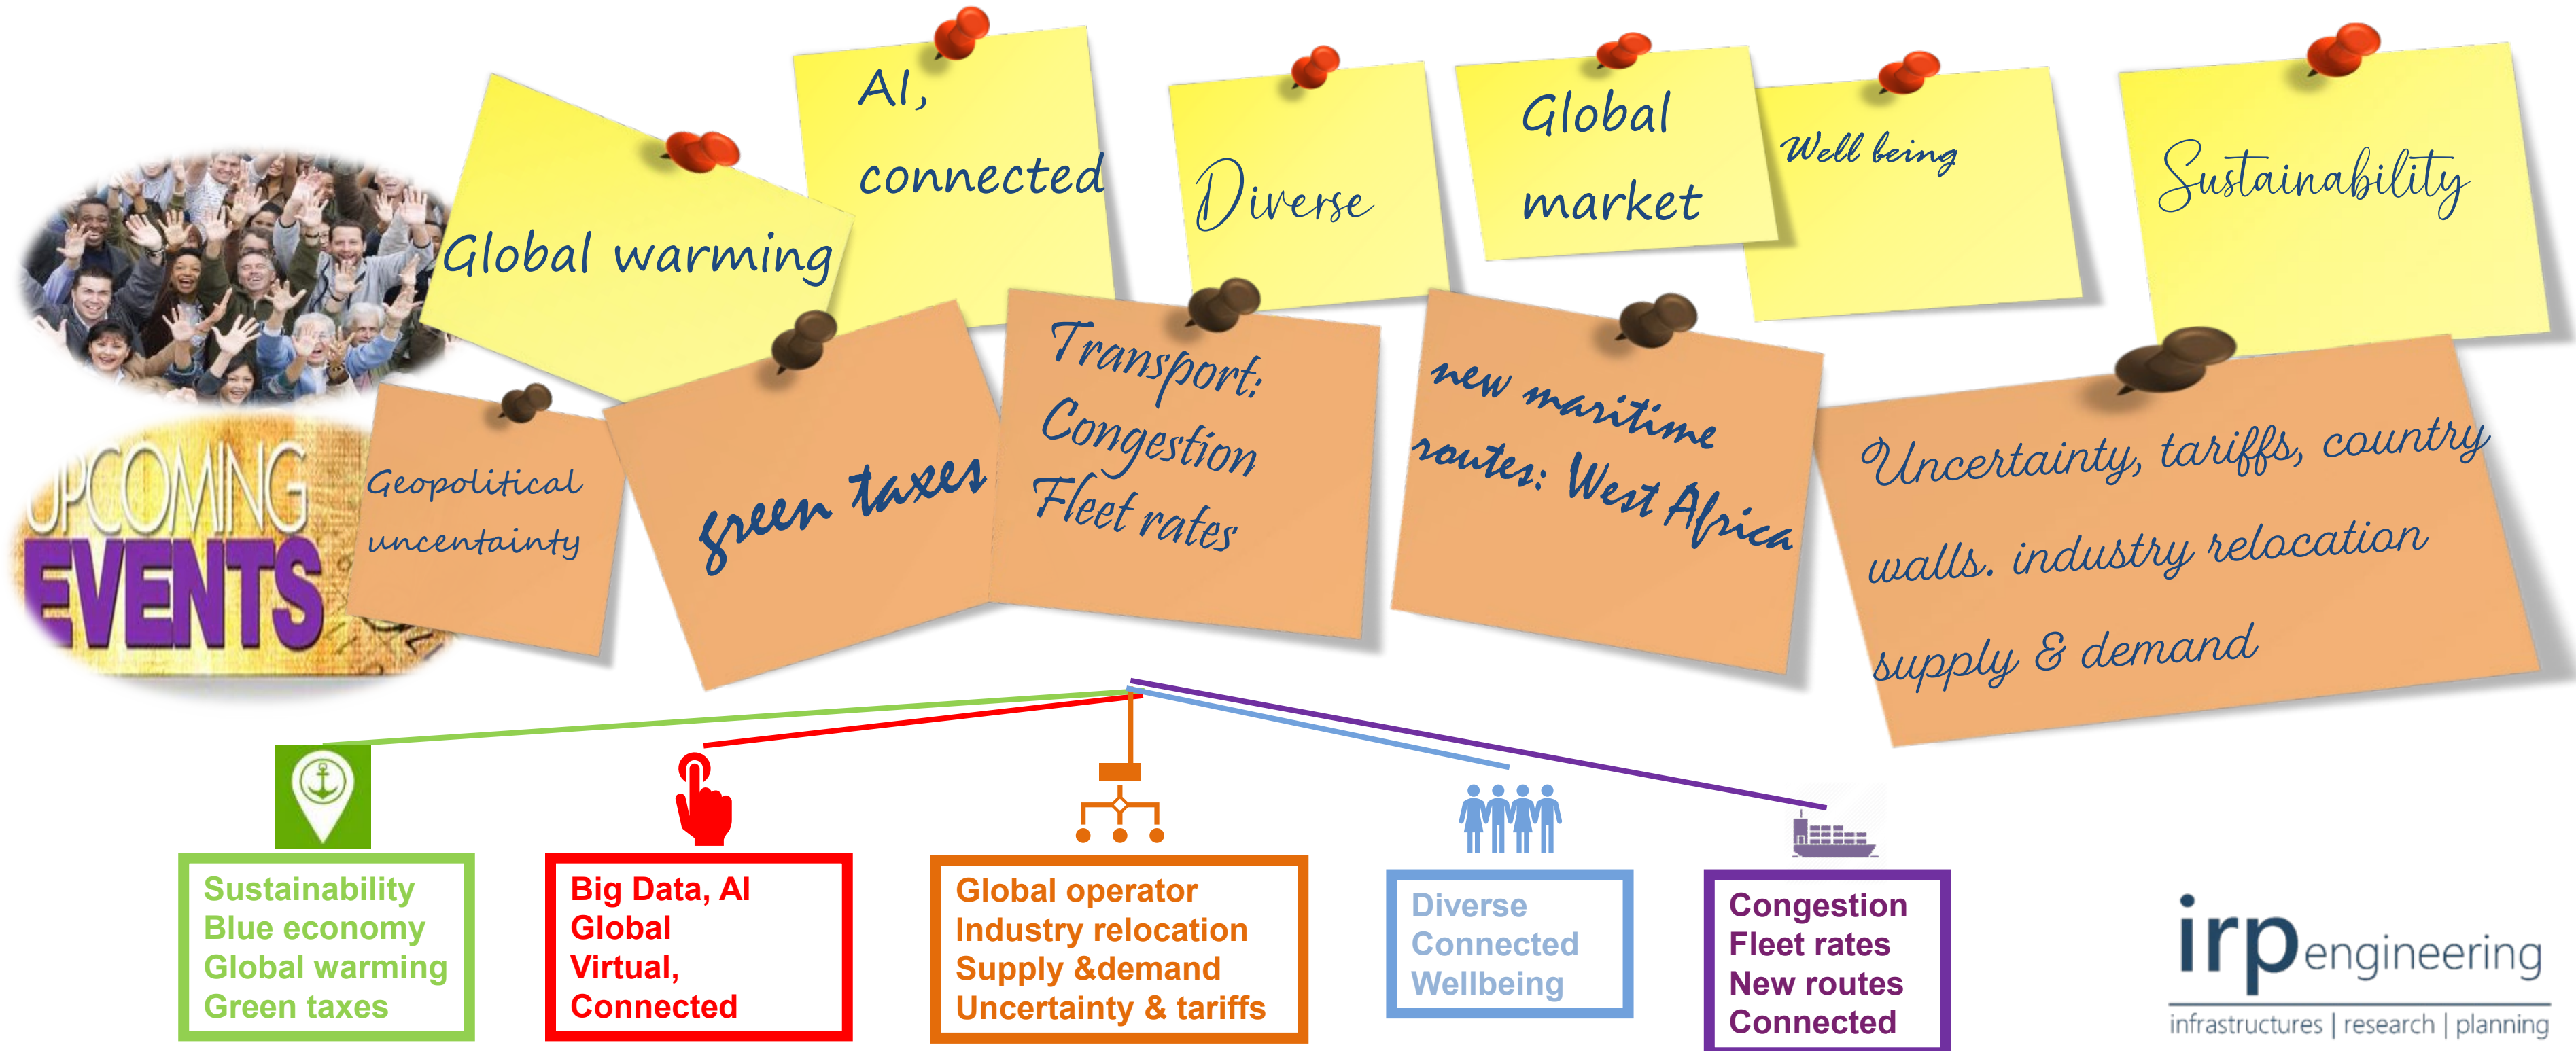 Global warming
AI,
connected
Diverse
Global
market
Well being
Sustainability
UPCOMING
EVENTS
Geopolitical
uncentainty
green taxes
Transport:
Congestion
Fleet rates
new maritime
routes: West Africa
Uncertainty, tariffs, country
walls. industry relocation
supply & demand
Sustainability
Blue economy
Global warming
Green taxes
Big Data, AI
Global
Virtual,
Connected
Global operator
Industry relocation
Supply &demand
Uncertainty & tariffs
Diverse
Connected
Wellbeing
Congestion
Fleet rates
New routes
Connected
irp engineering
infrastructures | research | planning